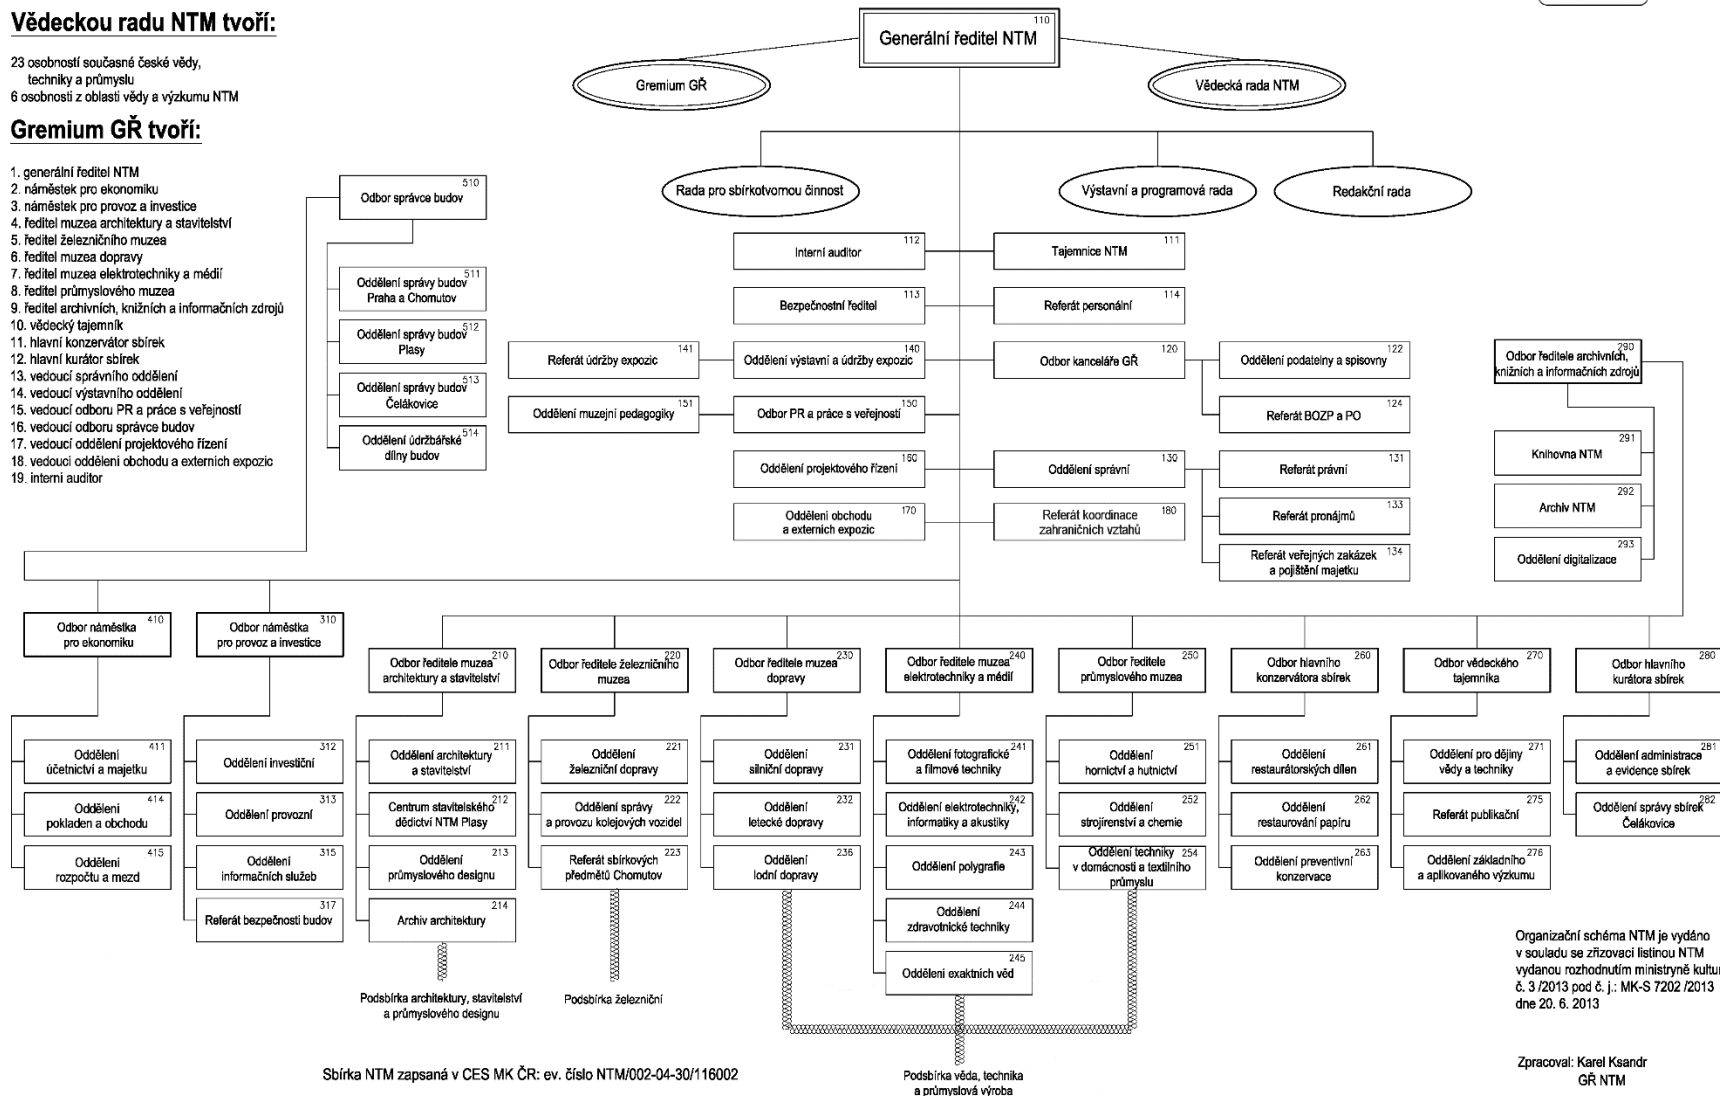 Vědeckou radu NTM tvoří:
23 osobností současné české vědy,
techniky a průmyslu
6 osobnosti z oblasti vědy a výzkumu NTM
Gremium GŘ tvoří:
1. generální ředitel NTM
2. náměstek pro ekonomiku
3. náměstek pro provoz a investice
4. ředitel muzea architektury a stavitelství
5. ředitel železničního muzea
6. ředitel muzea dopravy
7. ředitel muzea elektrotechniky a médií
8. ředitel průmyslového muzea
9. ředitel archivních, knižních a informačních zdrojů
10. vědecký tajemník
11. hlavní konzervátor sbírek
12. hlavní kurátor sbírek
13. vedoucí správního oddělení
14. vedoucí výstavního oddělení
15. vedoucí odboru PR a práce s veřejností
16. vedoucí odboru správce budov
17. vedoucí oddělení projektového řízení
18. vedoucí oddělení obchodu a externích expozic
19. interní auditor
110
Generální ředitel NTM
Gremium GŘ
Vědecká rada NTM
Rada pro sbírkotvornou činnost
Výstavní a programová rada
Redakční rada
510
Odbor správce budov
511
Oddělení správy budov
Praha a Chomutov
512
Oddělení správy budov
Plasy
513
Oddělení správy budov
Čelákovice
514
Oddělení údržbářské
dílny budov
112
Interní auditor
111
Tajemnice NTM
113
Bezpečnostní ředitel
114
Referát personální
141
Referát údržby expozic
140
Oddělení výstavní a údržby expozic
120
Odbor kanceláře GŘ
122
Oddělení podatelny a spisovny
151
Oddělení muzejní pedagogiky
150
Odbor PR a práce s veřejností
124
Referát BOZP a PO
160
Oddělení projektového řízení
130
Oddělení správní
131
Referát právní
170
Oddělení obchodu
a externích expozic
180
Referát koordinace
zahraničních vztahů
133
Referát pronájmů
134
Referát veřejných zakázek
a pojištění majetku
290
Odbor ředitele archivních,
knižních a informačních zdrojů
291
Knihovna NTM
292
Archiv NTM
293
Oddělení digitalizace
410
Odbor náměstka
pro ekonomiku
310
Odbor náměstka
pro provoz a investice
210
Odbor ředitele muzea
architektury a stavitelství
220
Odbor ředitele železničního
muzea
230
Odbor ředitele muzea
dopravy
240
Odbor ředitele muzea
elektrotechniky a médií
250
Odbor ředitele
průmyslového muzea
260
Odbor hlavního
konzervátora sbírek
270
Odbor vědeckého
tajemníka
280
Odbor hlavního
kurátora sbírek
411
Oddělení
účetnictví a majetku
312
Oddělení investiční
211
Oddělení architektury
a stavitelství
221
Oddělení
železniční dopravy
231
Oddělení
silniční dopravy
241
Oddělení fotografické
a filmové techniky
251
Oddělení
hornictví a hutnictví
261
Oddělení
restaurátorských dílen
271
Oddělení pro dějiny
vědy a techniky
281
Oddělení administrace
a evidence sbírek
414
Oddělení
pokladen a obchodu
313
Oddělení provozní
212
Centrum stavitelského
dědictví NTM Plasy
222
Oddělení správy
a provozu kolejových vozidel
232
Oddělení
letecké dopravy
242
Oddělení elektrotechniky,
informatiky a akustiky
252
Oddělení
strojírenství a chemie
262
Oddělení
restaurování papíru
275
Referát publikační
282
Oddělení správy sbírek
Čelákovice
415
Oddělení
rozpočtu a mezd
315
Oddělení
informačních služeb
213
Oddělení
průmyslového designu
223
Referát sbírkových
předmětů Chomutov
236
Oddělení
lodní dopravy
243
Oddělení polygrafie
254
Oddělení techniky
v domácnosti a textilního
průmyslu
263
Oddělení preventivní
konzervace
276
Oddělení základního
a aplikovaného výzkumu
317
Referát bezpečnosti budov
214
Archiv architektury
244
Oddělení
zdravotnické techniky
245
Oddělení exaktních věd
Podsbírka architektury, stavitelství
a průmyslového designu
Podsbírka železniční
Podsbírka věda, technika
a průmyslová výroba
Sbírka NTM zapsaná v CES MK ČR: ev. číslo NTM/002-04-30/116002
Organizační schéma NTM je vydáno
v souladu se zřizovací listinou NTM
vydanou rozhodnutím ministryně kultur
č. 3 /2013 pod č. j.: MK-S 7202 /2013
dne 20. 6. 2013
Zpracoval: Karel Ksandr
GŘ NTM